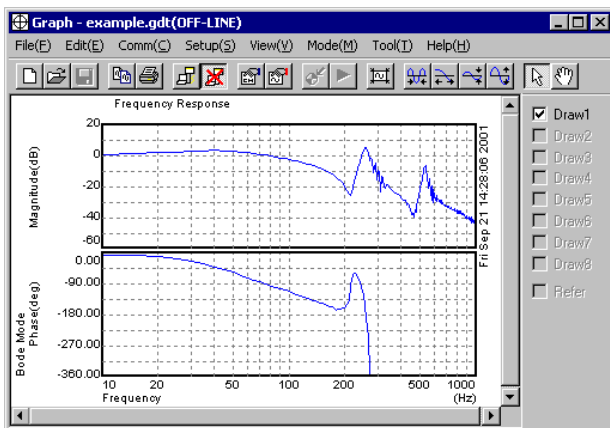 Graph - example.gdt(OFF-LINE)
File(F) Edit(E) Comm(C) Setup(S) View(V) Mode(M) Tool(T) Help(H)
Frequency Response
Magnitude(dB)
20
0
-20
-40
-60
Fri Sep 21 14:28:06 2001
Bode Mode
Phase(deg)
0.00
-90.00
-180.00
-270.00
-360.00
10 20 50 100 200 500 1000
Frequency (Hz)
Draw1
Draw2
Draw3
Draw4
Draw5
Draw6
Draw7
Draw8
Refer